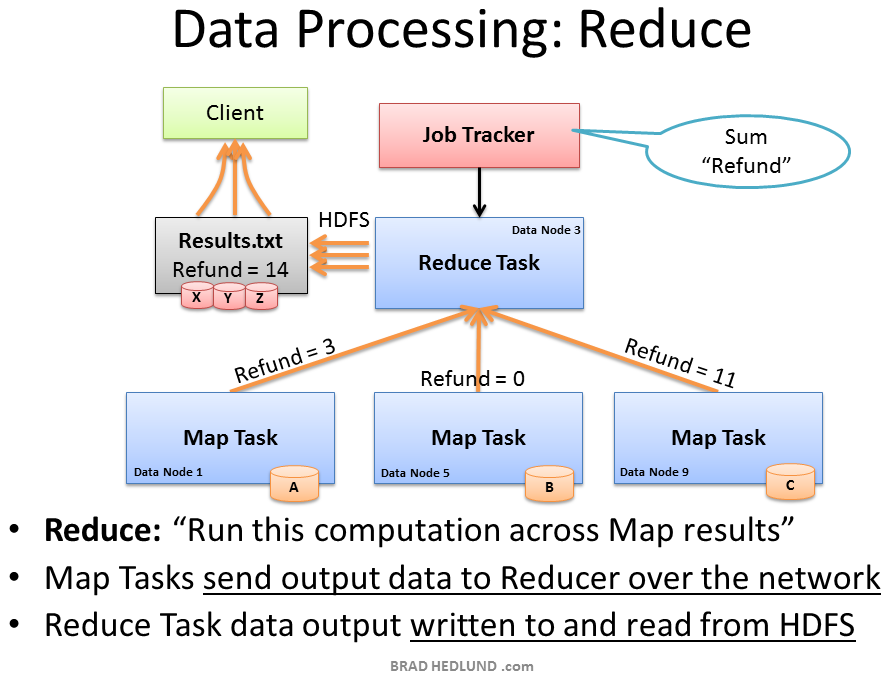 Data Processing: Reduce
Client
Job Tracker
Sum
“Refund”
HDFS
Results.txt
Refund = 14
X Y Z
Data Node 3
Reduce Task
Refund = 3
Refund = 0
Refund = 11
Map Task
Data Node 1
A
Map Task
Data Node 5
B
Map Task
Data Node 9
C
• Reduce: “Run this computation across Map results”
• Map Tasks send output data to Reducer over the network
• Reduce Task data output written to and read from HDFS
BRAD HEDLUND .com